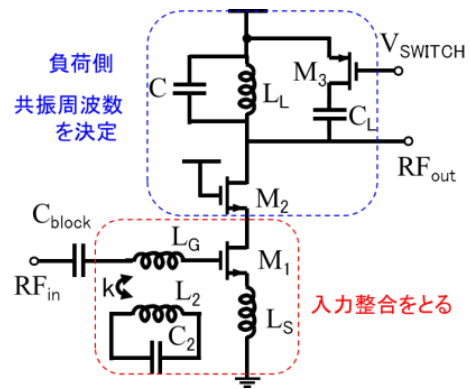 負荷側
共振周波数
を決定
C
L_L
M_3
V_SWITCH
C_L
RF_out
M_2
C_block
L_G
M_1
RF_in
k
L_2
C_2
L_S
入力整合をとる